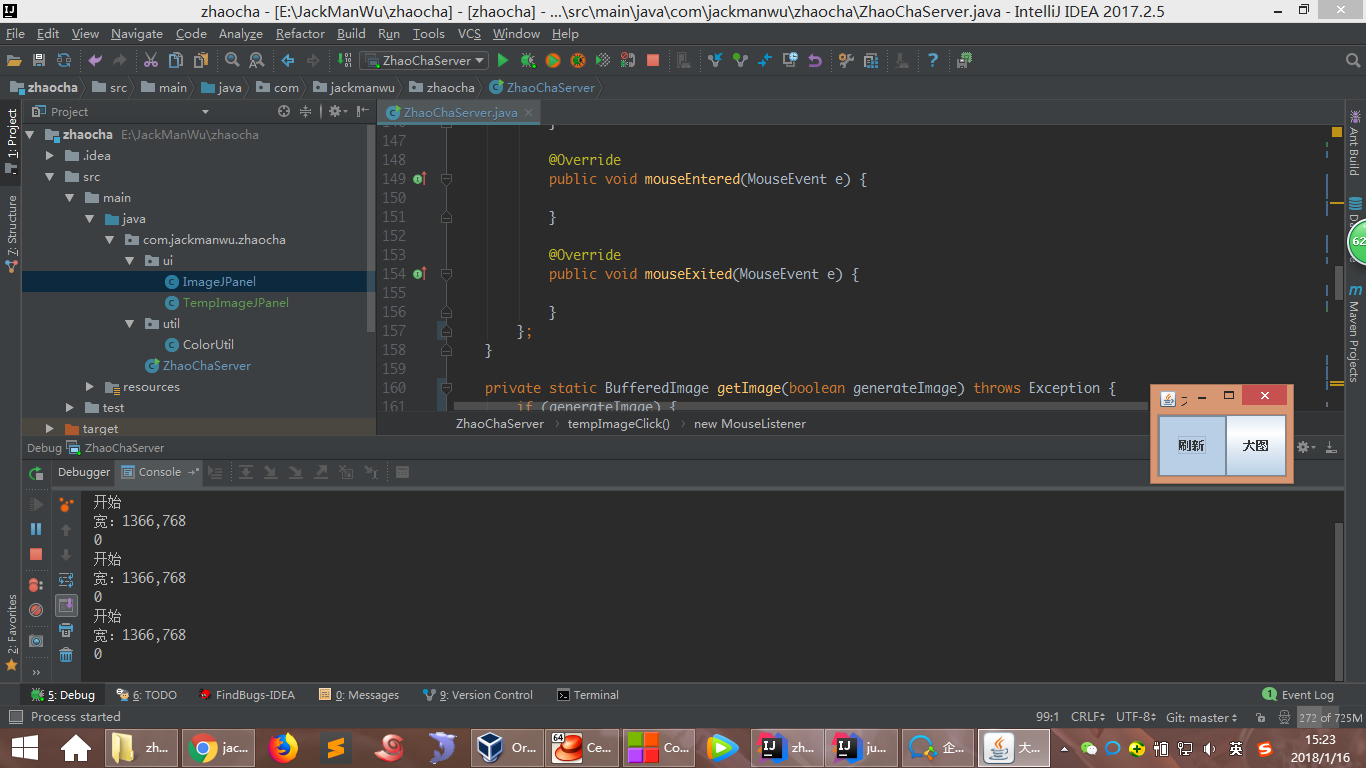 zhaocha - [E:\JackManWu\zhaocha] - [zhaocha] - ...\src\main\java\com\jackmanwu\zhaocha\ZhaoChaServer.java - IntelliJ IDEA 2017.2.5
File Edit View Navigate Code Analyze Refactor Build Run Tools VCS Window Help
ZhaoChaServer
zhaocha src main java com jackmanwu zhaocha ZhaoChaServer
Project
ZhaoChaServer.java
1: Project
7: Structure
2: Favorites
zhaocha E:\JackManWu\zhaocha
.idea
src
main
java
com.jackmanwu.zhaocha
ui
ImageJPanel
TempImageJPanel
util
ColorUtil
ZhaoChaServer
resources
test
target
146 }
147
148 @Override
149 public void mouseEntered(MouseEvent e) {
150
151 }
152
153 @Override
154 public void mouseExited(MouseEvent e) {
155
156 }
157 };
158 }
159
160 private static BufferedImage getImage(boolean generateImage) throws Exception {
161 if (generateImage) {
ZhaoChaServer tempImageClick() new MouseListener
Ant Build
62
Maven Projects
刷新 大图
Debug ZhaoChaServer
Debugger Console
开始
宽：1366,768
0
开始
宽：1366,768
0
开始
宽：1366,768
0
5: Debug 6: TODO FindBugs-IDEA 0: Messages 9: Version Control Terminal 1 Event Log
Process started 99:1 CRLF UTF-8 Git: master 272 of 725M
zh... jac... Or... 64 Ce... Co... zh... ju... 企... 大... 英
15:23
2018/1/16